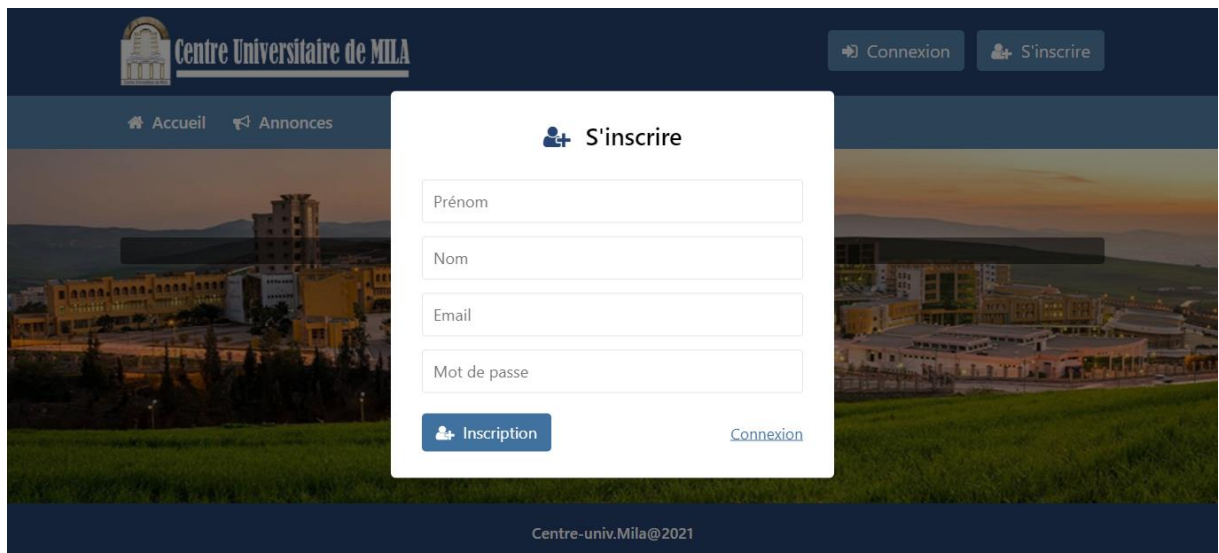 Centre Universitaire de MILA
Connexion
S'inscrire
Accueil
Annonces
S'inscrire
Prénom
Nom
Email
Mot de passe
Inscription
Connexion
Centre-univ.Mila@2021